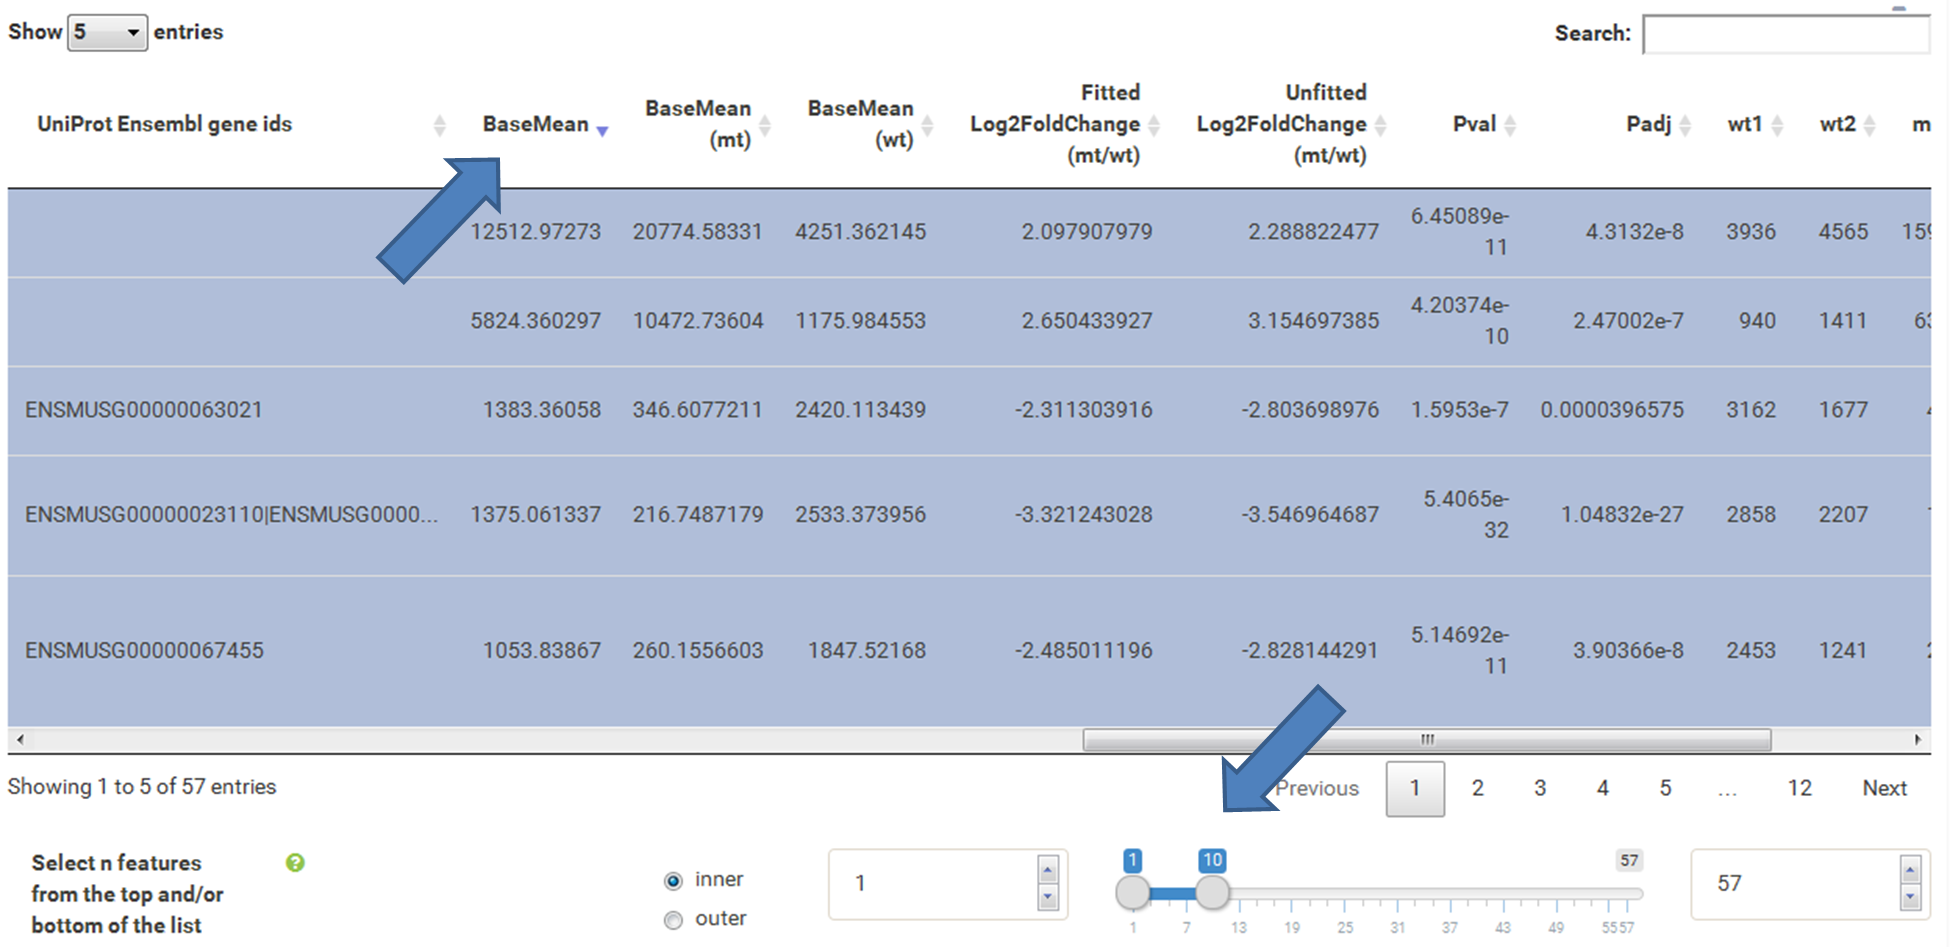 Show 5 entries Search:
UniProt Ensembl gene ids BaseMean BaseMean (mt) BaseMean (wt) Fitted Log2FoldChange (mt/wt) Unfitted Log2FoldChange (mt/wt) Pval Padj wt1 wt2 m
12512.97273 20774.58331 4251.362145 2.097907979 2.288822477 6.45089e-11 4.3132e-8 3936 4565 159
5824.360297 10472.73604 1175.984553 2.650433927 3.154697385 4.20374e-10 2.47002e-7 940 1411 63
ENSMUSG00000063021 1383.36058 346.6077211 2420.113439 -2.311303916 -2.803698976 1.5953e-7 0.0000396575 3162 1677
ENSMUSG00000023110|ENSMUSG0000... 1375.061337 216.7487179 2533.373956 -3.321243028 -3.546964687 5.4065e-32 1.04832e-27 2858 2207
ENSMUSG00000067455 1053.83867 260.1556603 1847.52168 -2.485011196 -2.828144291 5.14692e-11 3.90366e-8 2453 1241
Showing 1 to 5 of 57 entries Previous 1 2 3 4 5 ... 12 Next
Select n features
from the top and/or
bottom of the list
?
inner
outer
1
1 10 57
1 7 13 19 25 31 37 43 49 55 57
57